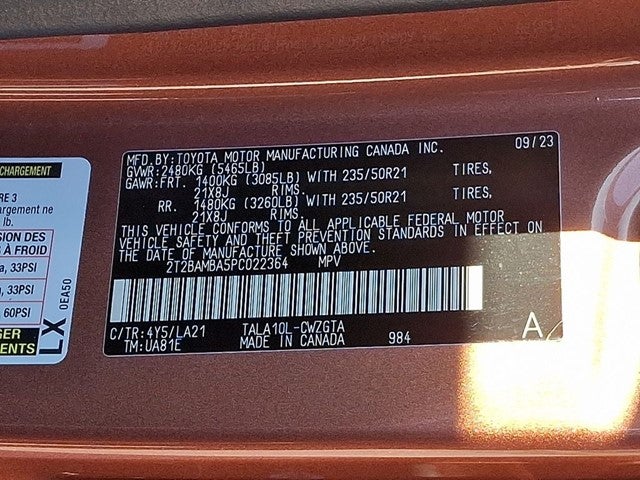 CHARGEMENT
RE 3
argement ne
lb.
SION DES
À FROID
a, 33PSI
, 33PSI
60PSI
GER
ENTS
LX
0EA50
MFD.BY:TOYOTA MOTOR MANUFACTURING CANADA INC. 09/23
GVWR:2480KG (5465LB)
GAWR:FRT. 1400KG (3085LB) WITH 235/50R21 TIRES,
21X8J RIMS.
RR. 1480KG (3260LB) WITH 235/50R21 TIRES,
21X8J RIMS.
THIS VEHICLE CONFORMS TO ALL APPLICABLE FEDERAL MOTOR
VEHICLE SAFETY AND THEFT PREVENTION STANDARDS IN EFFECT ON
THE DATE OF MANUFACTURE SHOWN ABOVE.
2T2BAMBA5PC022364 MPV
C/TR:4Y5/LA21 TALA10L-CWZGTA A
TM:UA81E MADE IN CANADA 984